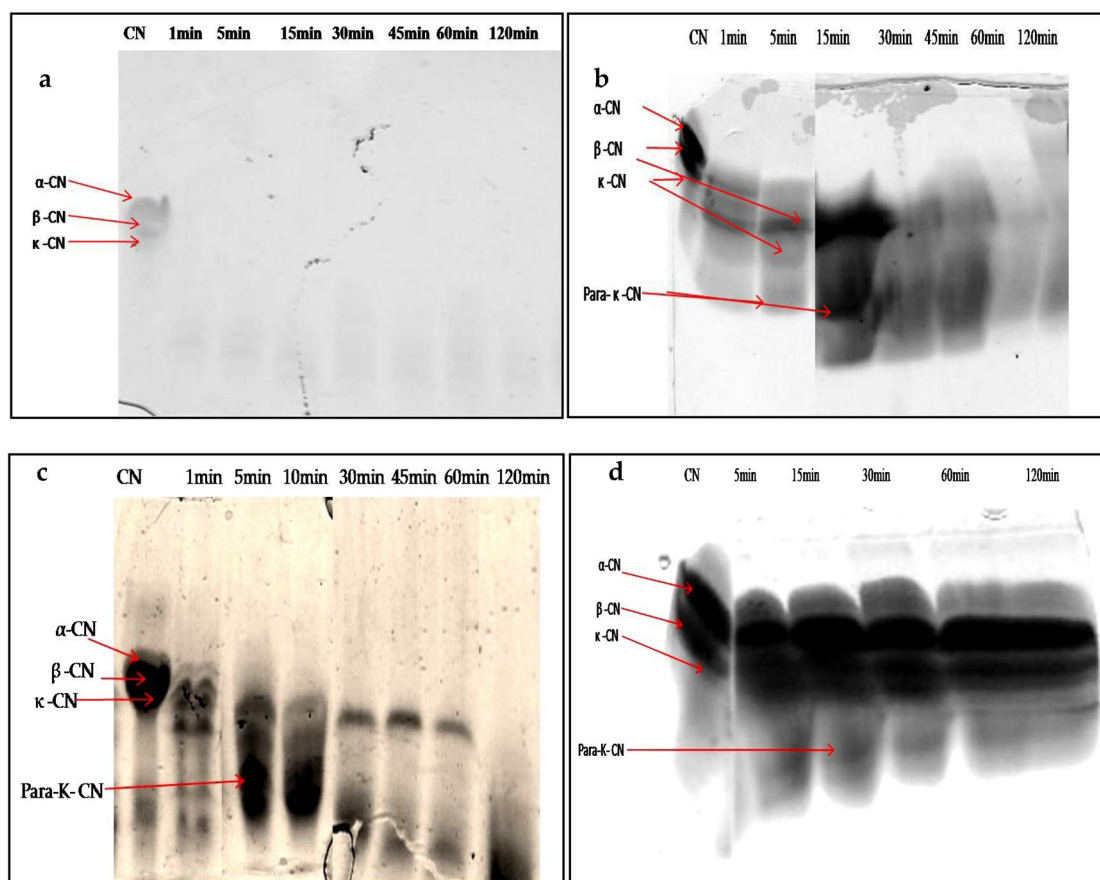 a
CN 1min 5min 15min 30min 45min 60min 120min
α-CN
β-CN
κ-CN
b
CN 1min 5min 15min 30min 45min 60min 120min
α-CN
β-CN
κ-CN
Para-κ-CN
c
CN 1min 5min 10min 30min 45min 60min 120min
α-CN
β-CN
κ-CN
Para-K-CN
d
CN 5min 15min 30min 60min 120min
α-CN
β-CN
κ-CN
Para-K-CN